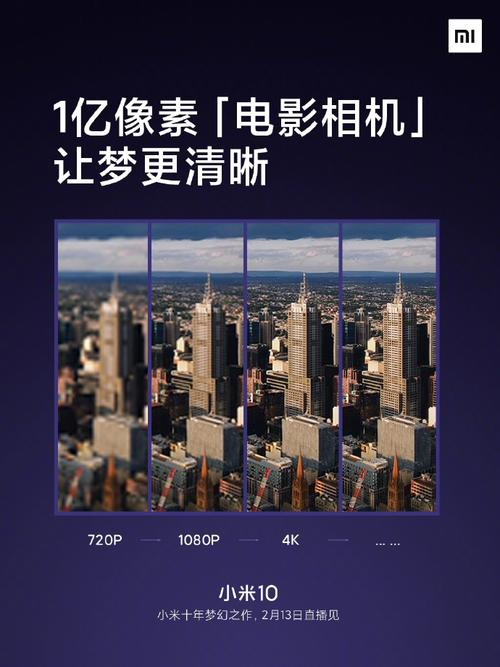 mi
1亿像素「电影相机」
让梦更清晰
720P — 1080P — 4K — ... ...
小米10
小米十年梦幻之作，2月13日直播见